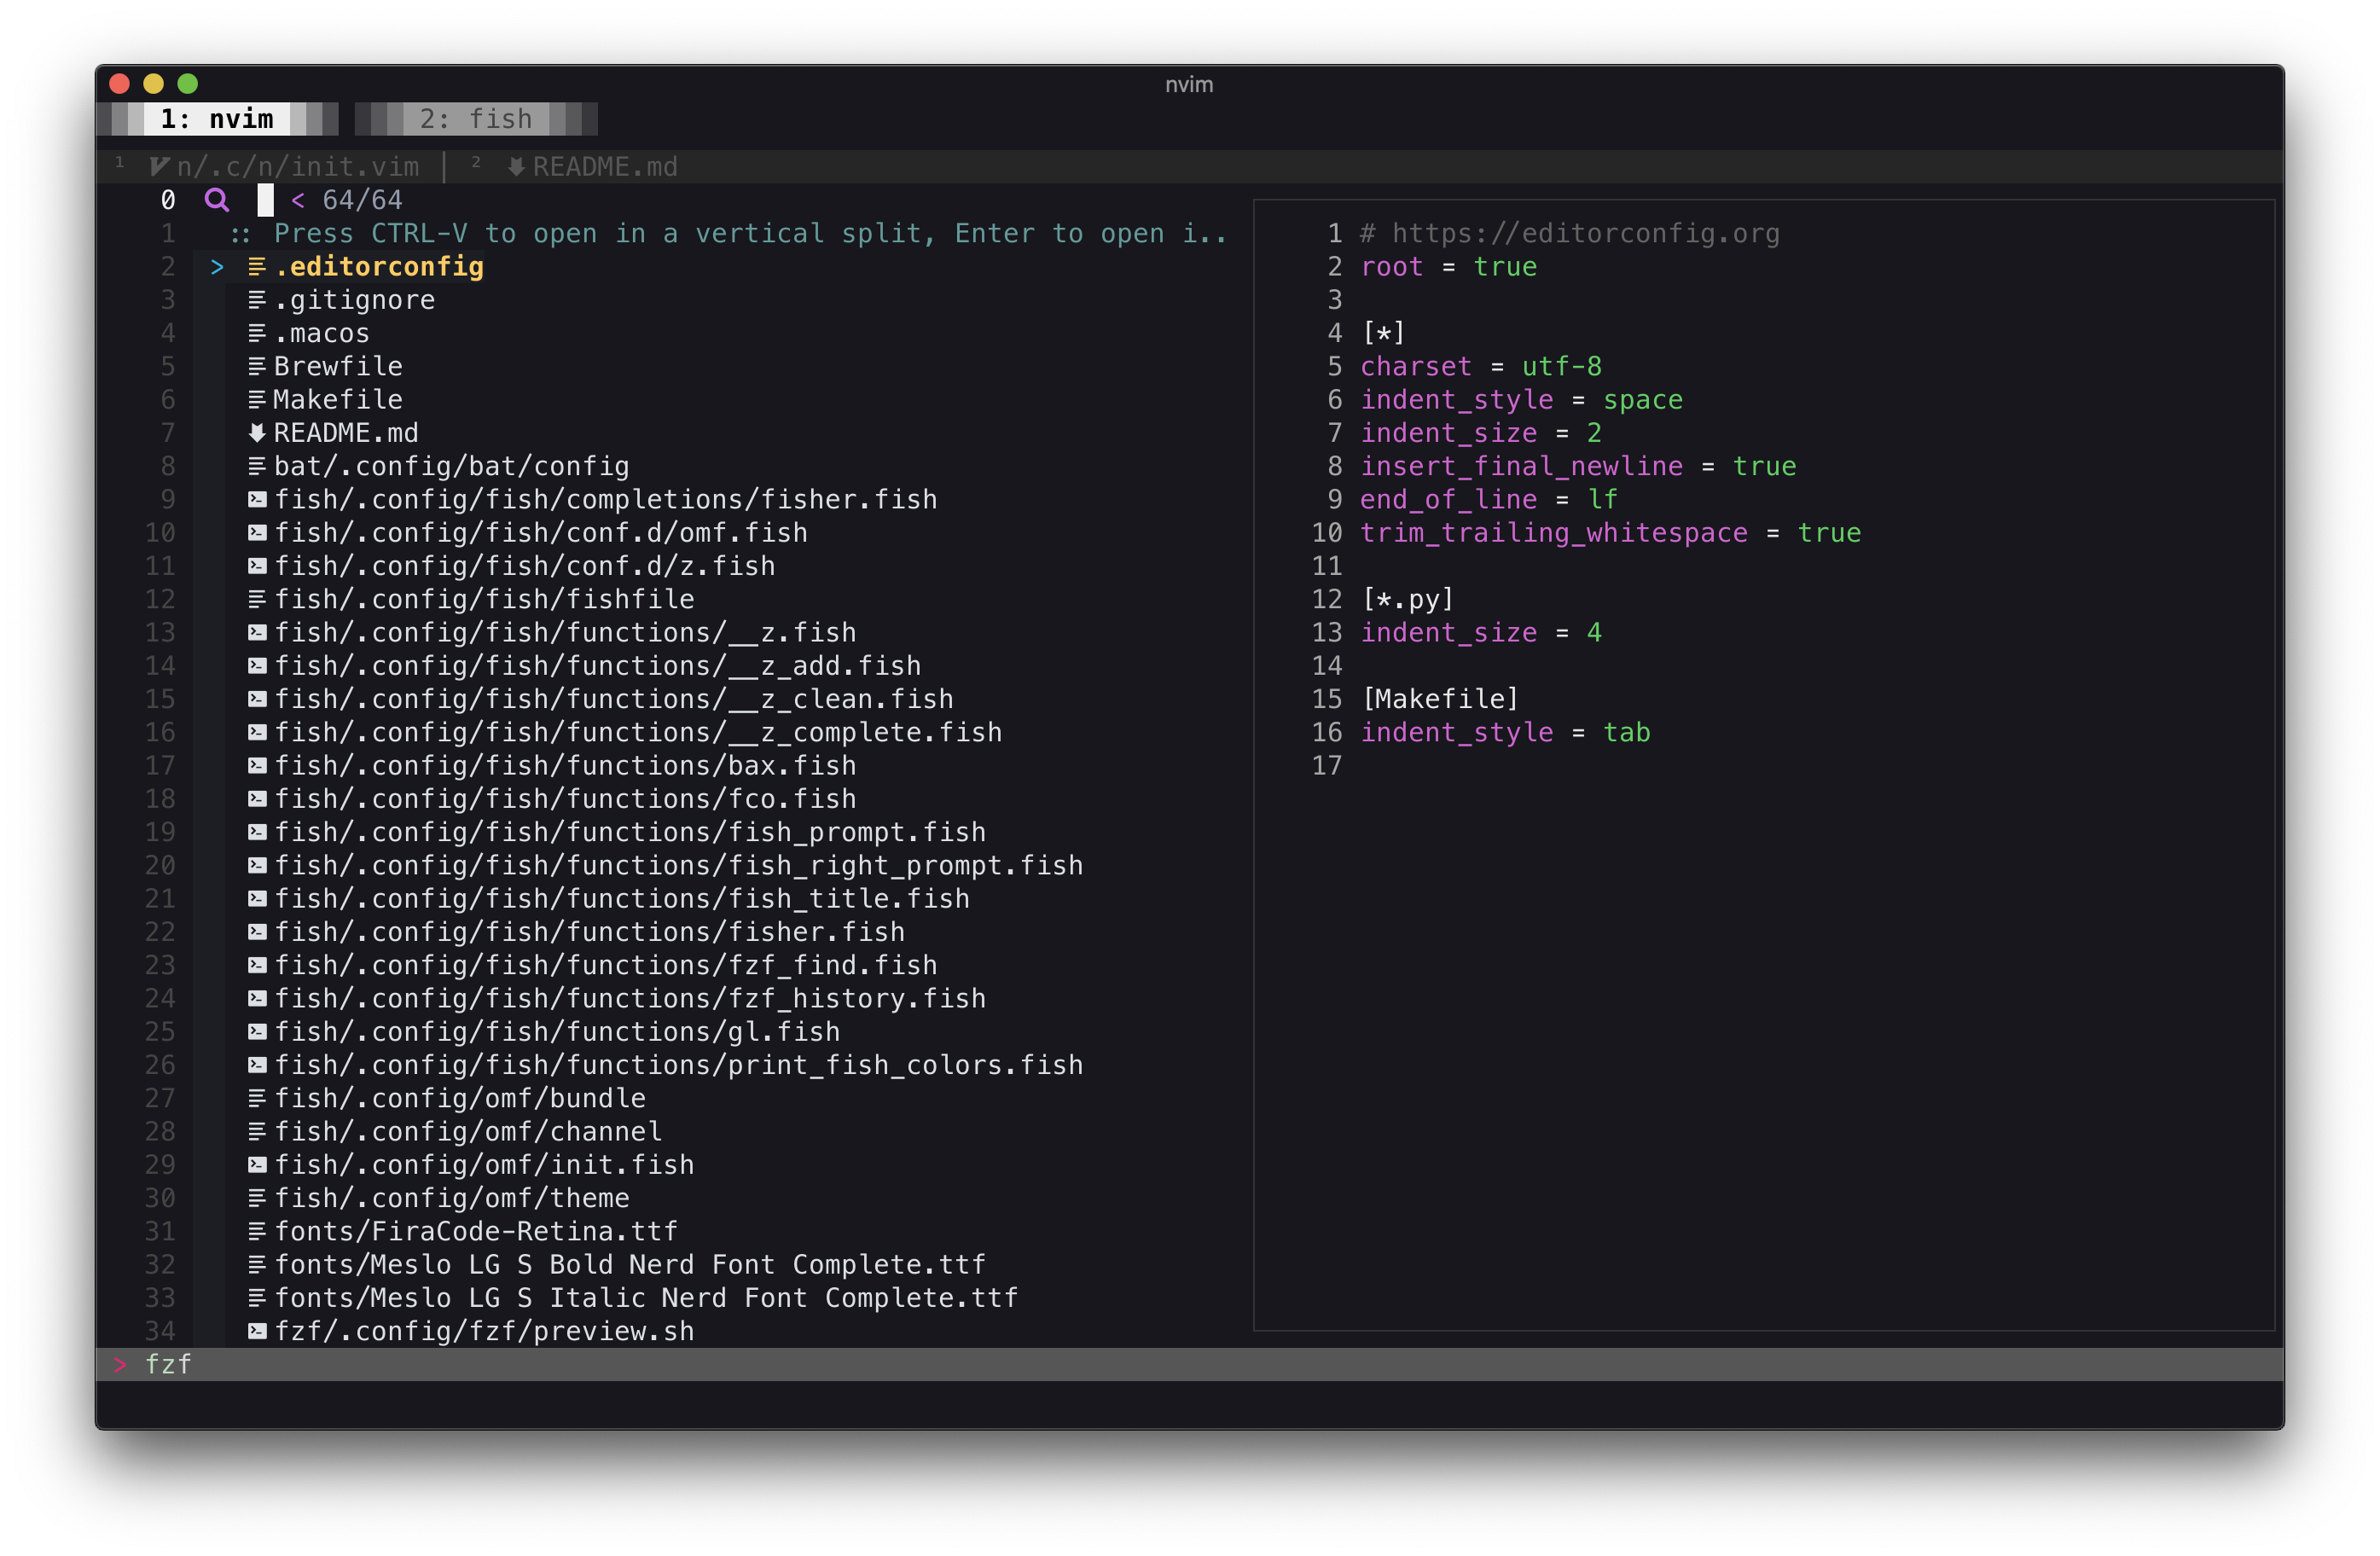 nvim
1: nvim 2: fish
¹ n/.c/n/init.vim │ ² README.md
0 < 64/64
1 :: Press CTRL-V to open in a vertical split, Enter to open i..
2 > .editorconfig
3 .gitignore
4 .macos
5 Brewfile
6 Makefile
7 README.md
8 bat/.config/bat/config
9 fish/.config/fish/completions/fisher.fish
10 fish/.config/fish/conf.d/omf.fish
11 fish/.config/fish/conf.d/z.fish
12 fish/.config/fish/fishfile
13 fish/.config/fish/functions/__z.fish
14 fish/.config/fish/functions/__z_add.fish
15 fish/.config/fish/functions/__z_clean.fish
16 fish/.config/fish/functions/__z_complete.fish
17 fish/.config/fish/functions/bax.fish
18 fish/.config/fish/functions/fco.fish
19 fish/.config/fish/functions/fish_prompt.fish
20 fish/.config/fish/functions/fish_right_prompt.fish
21 fish/.config/fish/functions/fish_title.fish
22 fish/.config/fish/functions/fisher.fish
23 fish/.config/fish/functions/fzf_find.fish
24 fish/.config/fish/functions/fzf_history.fish
25 fish/.config/fish/functions/gl.fish
26 fish/.config/fish/functions/print_fish_colors.fish
27 fish/.config/omf/bundle
28 fish/.config/omf/channel
29 fish/.config/omf/init.fish
30 fish/.config/omf/theme
31 fonts/FiraCode-Retina.ttf
32 fonts/Meslo LG S Bold Nerd Font Complete.ttf
33 fonts/Meslo LG S Italic Nerd Font Complete.ttf
34 fzf/.config/fzf/preview.sh
1 # https://editorconfig.org
2 root = true
3
4 [*]
5 charset = utf-8
6 indent_style = space
7 indent_size = 2
8 insert_final_newline = true
9 end_of_line = lf
10 trim_trailing_whitespace = true
11
12 [*.py]
13 indent_size = 4
14
15 [Makefile]
16 indent_style = tab
17
> fzf